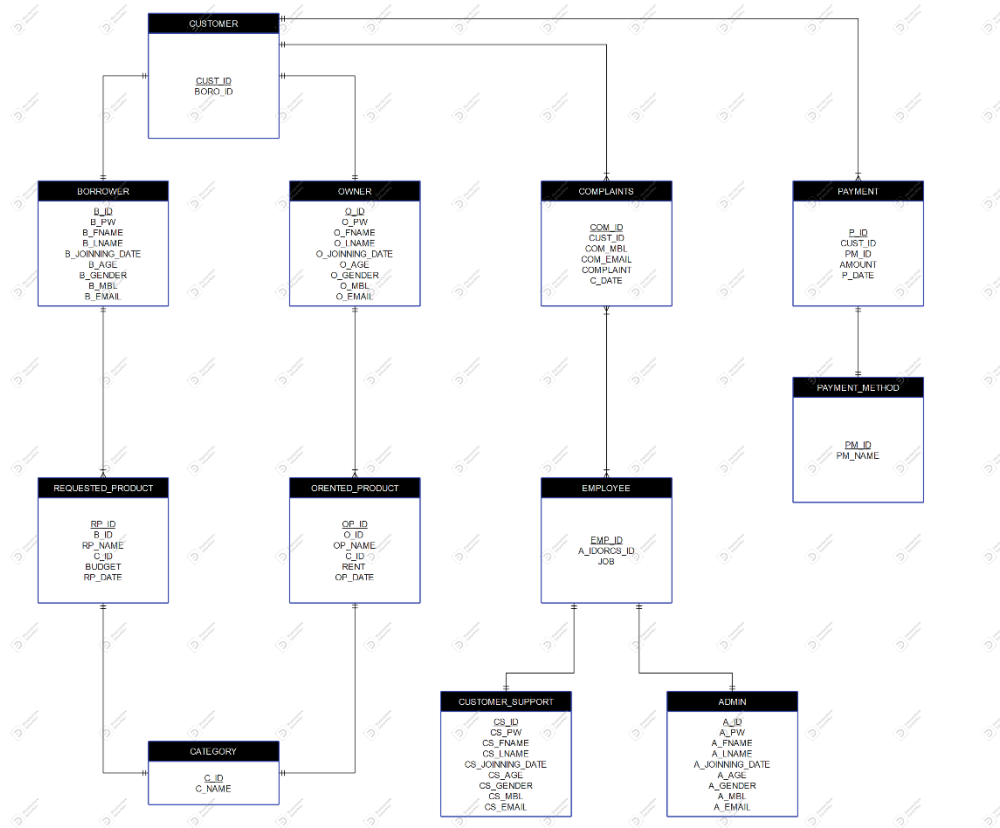 CUSTOMER
CUST_ID
BORO_ID
BORROWER
B_ID
B_PW
B_FNAME
B_LNAME
B_JOINNING_DATE
B_AGE
B_GENDER
B_MBL
B_EMAIL
OWNER
O_ID
O_PW
O_FNAME
O_LNAME
O_JOINNING_DATE
O_AGE
O_GENDER
O_MBL
O_EMAIL
COMPLAINTS
COM_ID
CUST_ID
COM_MBL
COM_EMAIL
COMPLAINT
C_DATE
PAYMENT
P_ID
CUST_ID
PM_ID
AMOUNT
P_DATE
PAYMENT_METHOD
PM_ID
PM_NAME
REQUESTED_PRODUCT
RP_ID
B_ID
RP_NAME
C_ID
BUDGET
RP_DATE
ORENTED_PRODUCT
OP_ID
O_ID
OP_NAME
C_ID
RENT
OP_DATE
EMPLOYEE
EMP_ID
A_IDORCS_ID
JOB
CUSTOMER_SUPPORT
CS_ID
CS_PW
CS_FNAME
CS_LNAME
CS_JOINNING_DATE
CS_AGE
CS_GENDER
CS_MBL
CS_EMAIL
ADMIN
A_ID
A_PW
A_FNAME
A_LNAME
A_JOINNING_DATE
A_AGE
A_GENDER
A_MBL
A_EMAIL
CATEGORY
C_ID
C_NAME